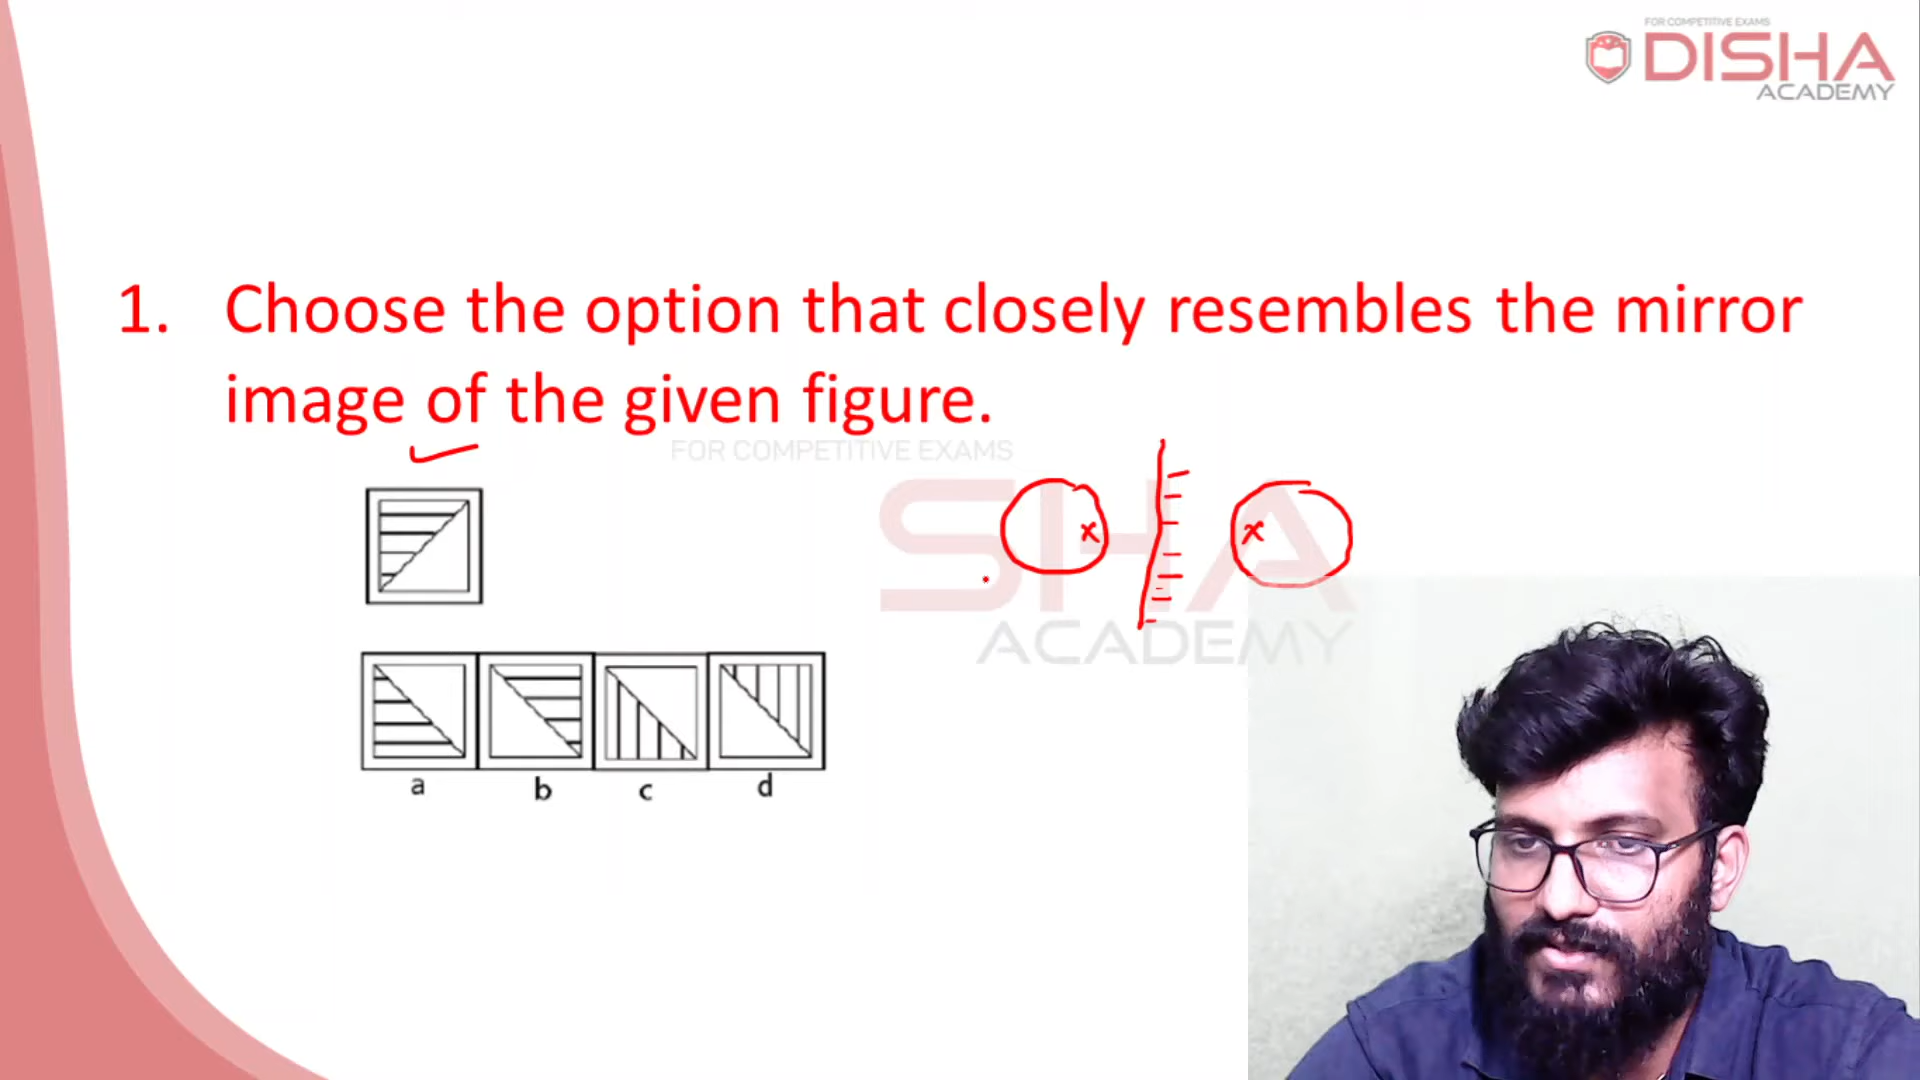 FOR COMPETITIVE EXAMS
DISHA
ACADEMY
1. Choose the option that closely resembles the mirror
image of the given figure.
FOR COMPETITIVE EXAMS
SHA
ACADEMY
x x
a b c d